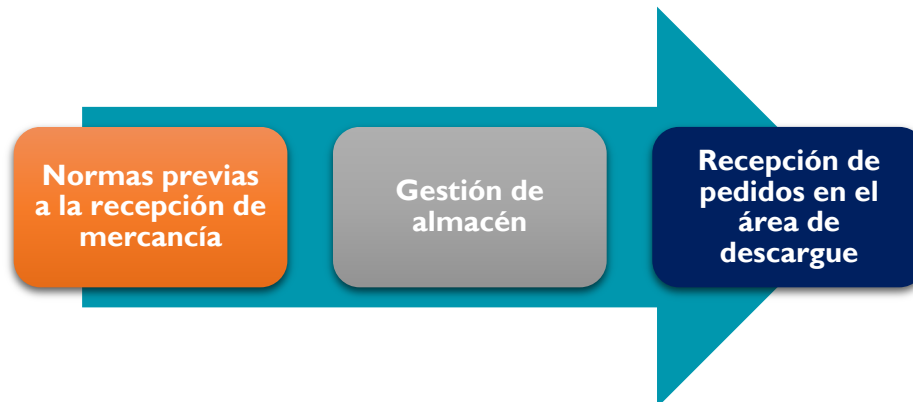 Normas previas
a la recepción de
mercancía
Gestión de
almacén
Recepción de
pedidos en el
área de
descargue